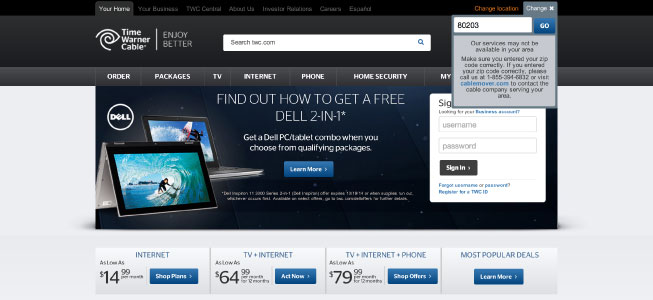 Your Home
Your Business
TWC Central
About Us
Investor Relations
Careers
Español
Change location
Change ×
Time
Warner
Cable®
ENJOY
BETTER
Search twc.com
80203
GO
Our services may not be
available in your area
Make sure you entered your zip
code correctly. If you entered
your zip code correctly, please
call us at 1-855-394-6832 or visit
cablemover.com to contact the
cable company serving your
area.
ORDER
PACKAGES
TV
INTERNET
PHONE
HOME SECURITY
MY
DELL
FIND OUT HOW TO GET A FREE
DELL 2-IN-1*
Get a Dell PC/tablet combo when you
choose from qualifying packages.
Learn More ›
Sig
Looking for your Business account?
username
password
Sign In ›
Forgot username or password?
Register for a TWC ID
INTERNET
As Low As
$14 99
per month
Shop Plans ›
TV + INTERNET
As Low As
$64 99
per month
for 12 months
Act Now ›
TV + INTERNET + PHONE
As Low As
$79 99
per month
for 12 months
Shop Offers ›
MOST POPULAR DEALS
Learn More ›